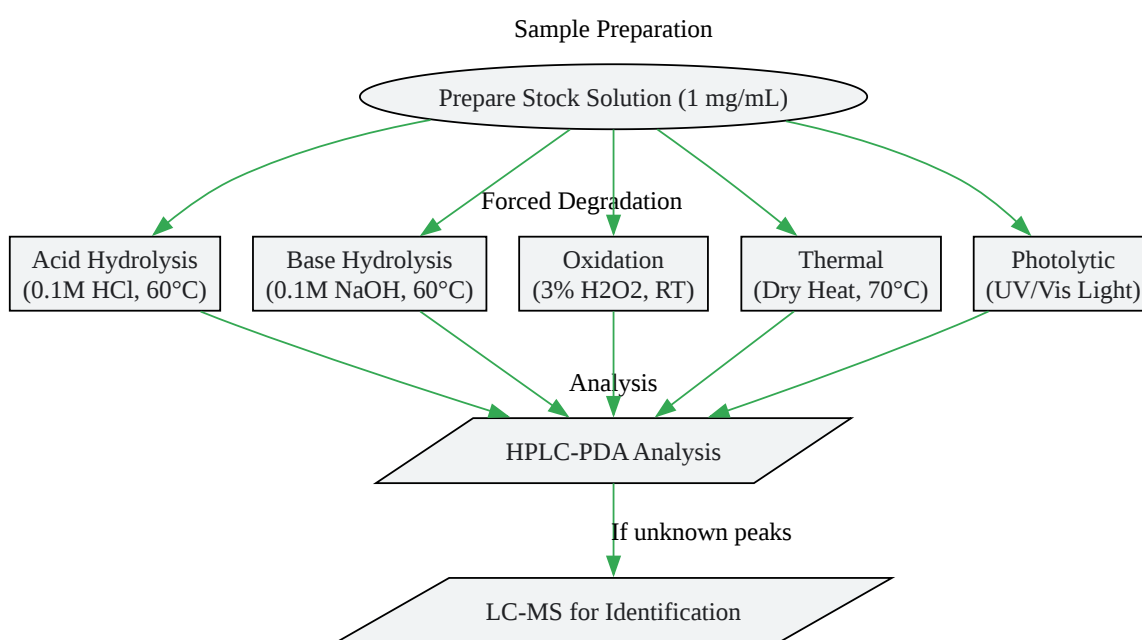 Sample Preparation
Prepare Stock Solution (1 mg/mL)
Forced Degradation
Acid Hydrolysis
(0.1M HCl, 60°C)
Base Hydrolysis
(0.1M NaOH, 60°C)
Oxidation
(3% H2O2, RT)
Thermal
(Dry Heat, 70°C)
Photolytic
(UV/Vis Light)
Analysis
HPLC-PDA Analysis
If unknown peaks
LC-MS for Identification